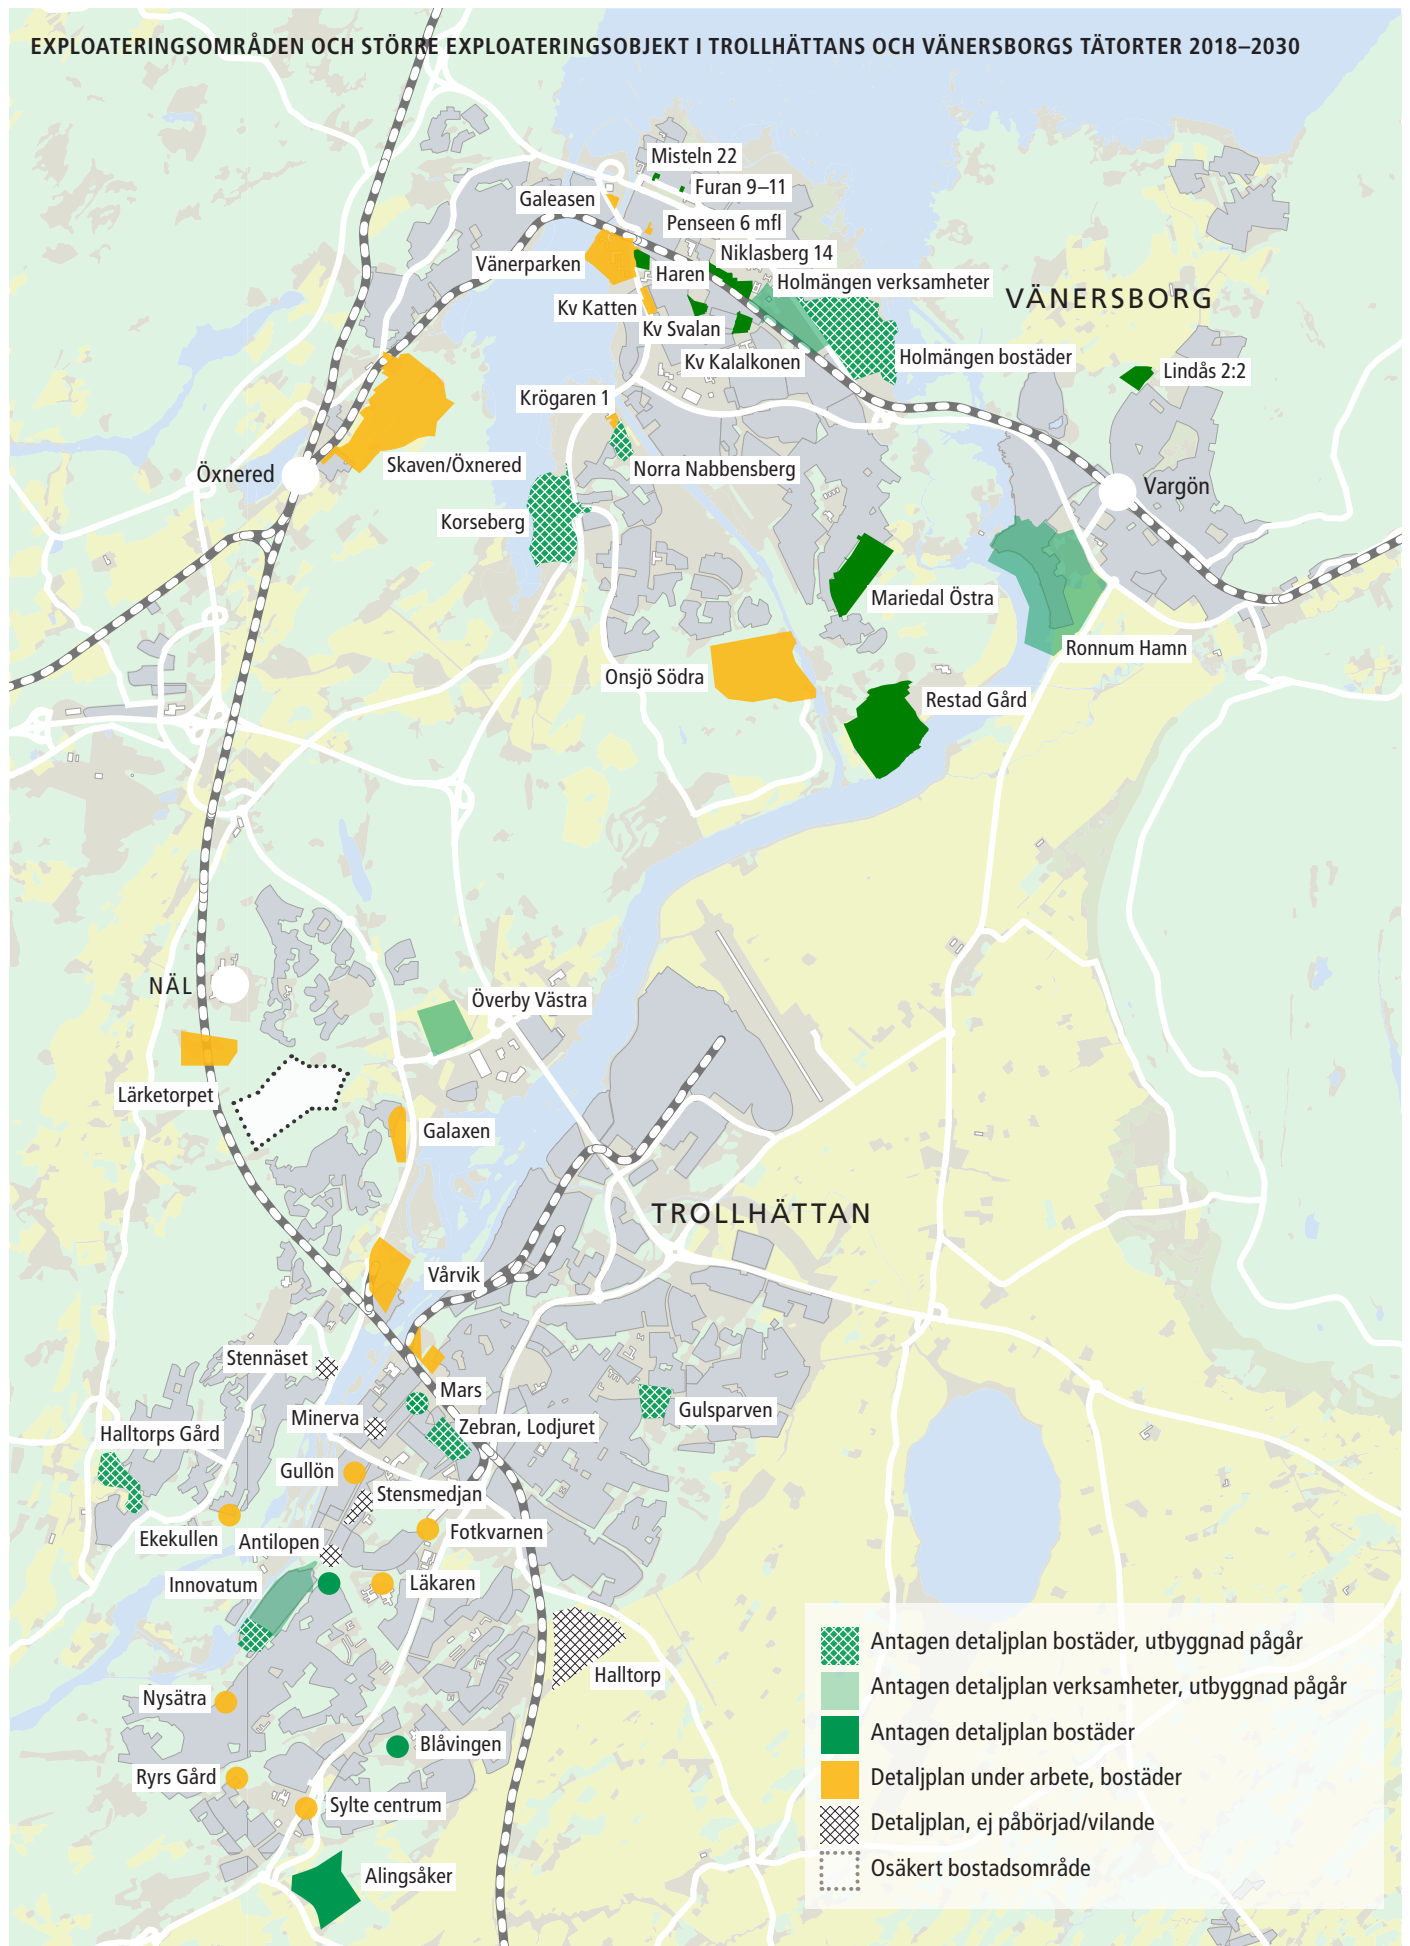 EXPLOATERINGSOMRÅDEN OCH STÖRRE EXPLOATERINGSOBJEKT I TROLLHÄTTANS OCH VÄNERSBORGS TÄTORTER 2018–2030
Misteln 22
Furan 9–11
Galeasen
Penseen 6 mfl
Niklasberg 14
Vänerparken
Haren
Holmängen verksamheter
VÄNERSBORG
Kv Katten
Kv Svalan
Kv Kalalkonen
Holmängen bostäder
Lindås 2:2
Krögaren 1
Skaven/Öxnered
Norra Nabbensberg
Öxnered
Vargön
Korseberg
Mariedal Östra
Ronnum Hamn
Onsjö Södra
Restad Gård
NÄL
Överby Västra
Lärketorpet
Galaxen
TROLLHÄTTAN
Vårvik
Stennäset
Mars
Minerva
Gulsparven
Zebran, Lodjuret
Halltorps Gård
Gullön
Stensmedjan
Ekekullen
Fotkvarnen
Antilopen
Innovatum
Läkaren
Halltorp
Nysätra
Blåvingen
Ryrs Gård
Sylte centrum
Alingsåker
Antagen detaljplan bostäder, utbyggnad pågår
Antagen detaljplan verksamheter, utbyggnad pågår
Antagen detaljplan bostäder
Detaljplan under arbete, bostäder
Detaljplan, ej påbörjad/vilande
Osäkert bostadsområde